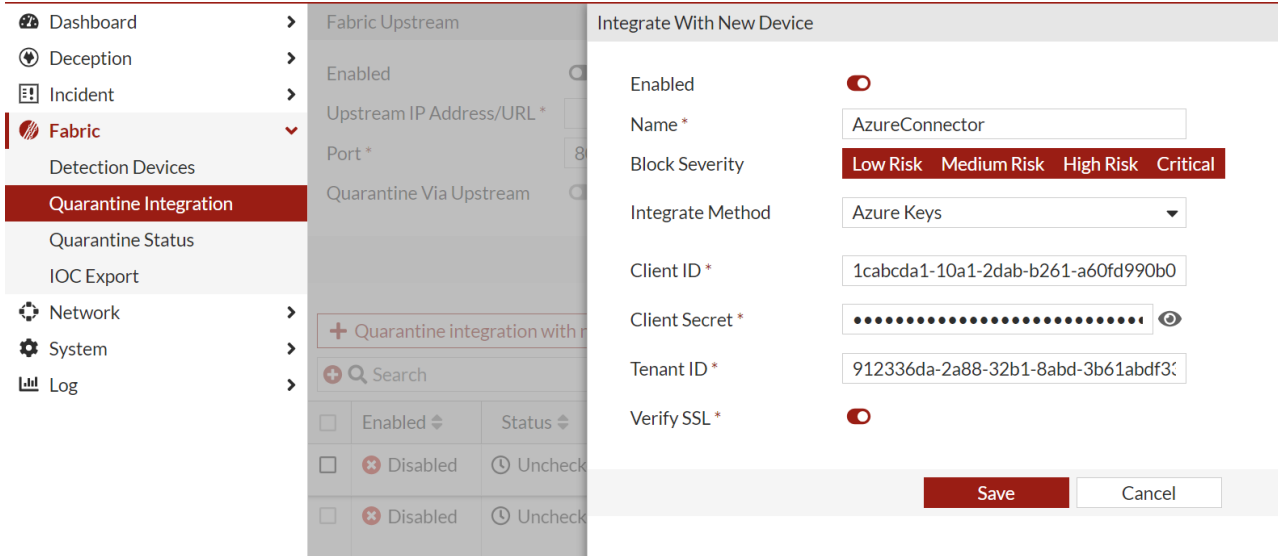 Dashboard
Deception
Incident
Fabric
Detection Devices
Quarantine Integration
Quarantine Status
IOC Export
Network
System
Log
Fabric Upstream
Enabled
Upstream IP Address/URL *
Port *
Quarantine Via Upstream
Quarantine integration with
Search
Enabled Status
Disabled Uncheck
Disabled Uncheck
Integrate With New Device
Enabled
Name * AzureConnector
Block Severity Low Risk Medium Risk High Risk Critical
Integrate Method Azure Keys
Client ID * 1cabcda1-10a1-2dab-b261-a60fd990b0
Client Secret *
Tenant ID * 912336da-2a88-32b1-8abd-3b61abdf33
Verify SSL *
Save Cancel